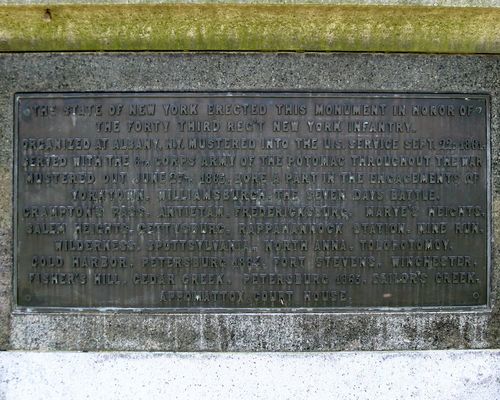 THE STATE OF NEW YORK ERECTED THIS MONUMENT IN HONOR OF
THE FORTY THIRD REG'T NEW YORK INFANTRY.
ORGANIZED AT ALBANY, N.Y. MUSTERED INTO THE U.S. SERVICE SEPT.
WITH THE CORPS ARMY OF THE POTOMAC THROUGHOUT THE WAR
MUSTERED OUT JUNE BORE A PART IN THE ENGAGEMENTS OF
YORKTOWN, WILLIAMSBURGH, THE SEVEN DAYS BATTLE,
CRAMPTON'S PASS, ANTIETAM, FREDERICKSBURG, MARYE'S HEIGHTS,
SALEM HEIGHTS, GETTYSBURG, RAPPAHANNOCK STATION, MINE RUN,
WILDERNESS, SPOTTSYLVANIA, NORTH ANNA, TOLOPOTOMOY,
COLD HARBOR, PETERSBURG 1864, FORT STEVENS, WINCHESTER,
FISHER'S HILL, CEDAR CREEK, PETERSBURG 1865, SAILOR'S CREEK,
APPOMATTOX COURT HOUSE.